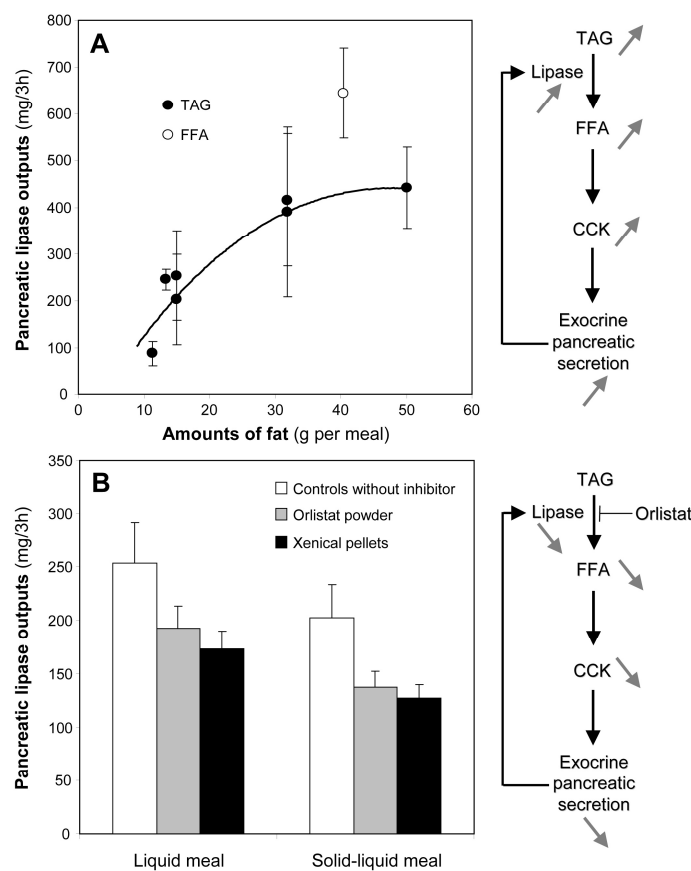 A
Pancreatic lipase outputs (mg/3h)
800
700
600
500
400
300
200
100
0
TAG
FFA
0
10
20
30
40
50
60
Amounts of fat (g per meal)
TAG
Lipase
FFA
CCK
Exocrine
pancreatic
secretion
B
Pancreatic lipase outputs (mg/3h)
350
300
250
200
150
100
50
0
Controls without inhibitor
Orlistat powder
Xenical pellets
Liquid meal
Solid-liquid meal
TAG
Lipase
Orlistat
FFA
CCK
Exocrine
pancreatic
secretion